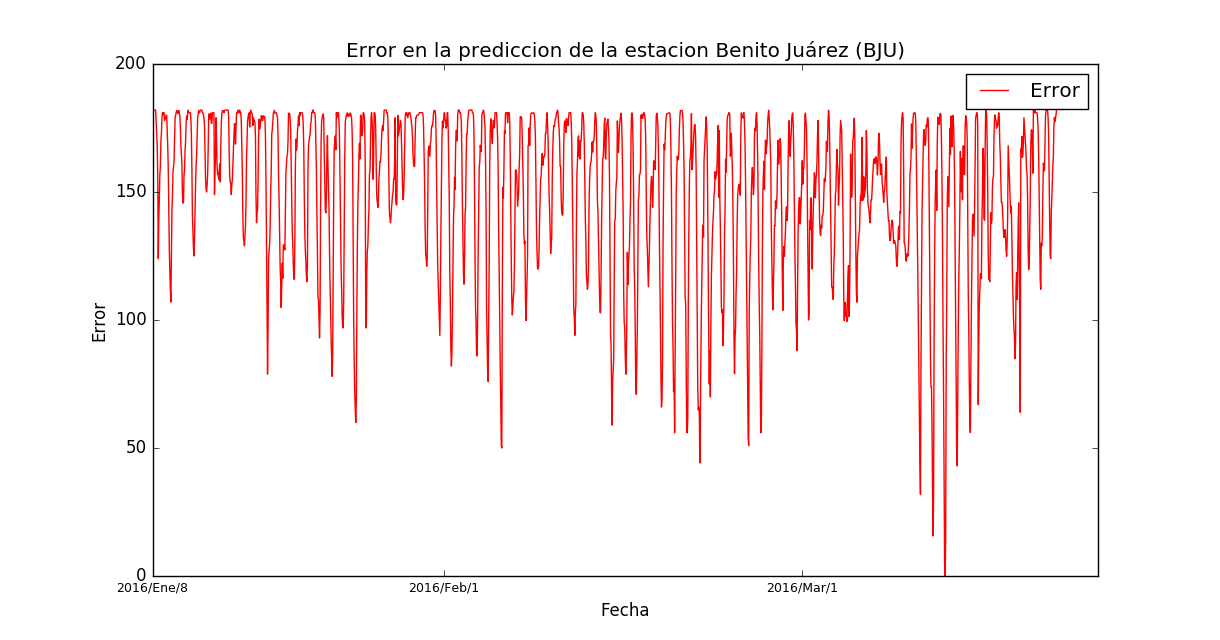 Error en la prediccion de la estacion Benito Juárez (BJU)
200
Error
150
100
50
0
Error
2016/Ene/8
2016/Feb/1
2016/Mar/1
Fecha